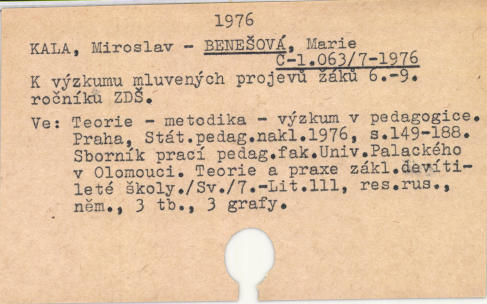 1976
KALA, Miroslav - BENEŠOVÁ, Marie
C-1.063/7-1976
K výzkumu mluvených projevů žáků 6.-9.
ročníku ZDŠ.
Ve: Teorie - metodika - výzkum v pedagogice.
Praha, Stát.pedag.nakl.1976, s.149-188.
Sborník prací pedag.fak.Univ.Palackého
v Olomouci. Teorie a praxe zákl.devíti-
leté školy./Sv./7.-Lit.111, res.rus.,
něm., 3 tb., 3 grafy.